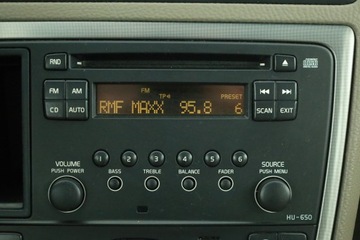 RND
FM AM FM TP PRESET SCAN EXIT
CD AUTO RMF MAXX 95.8 6
1 2 3 4 5 6
VOLUME SOURCE
PUSH POWER BASS TREBLE BALANCE FADER PUSH MENU
HU-650